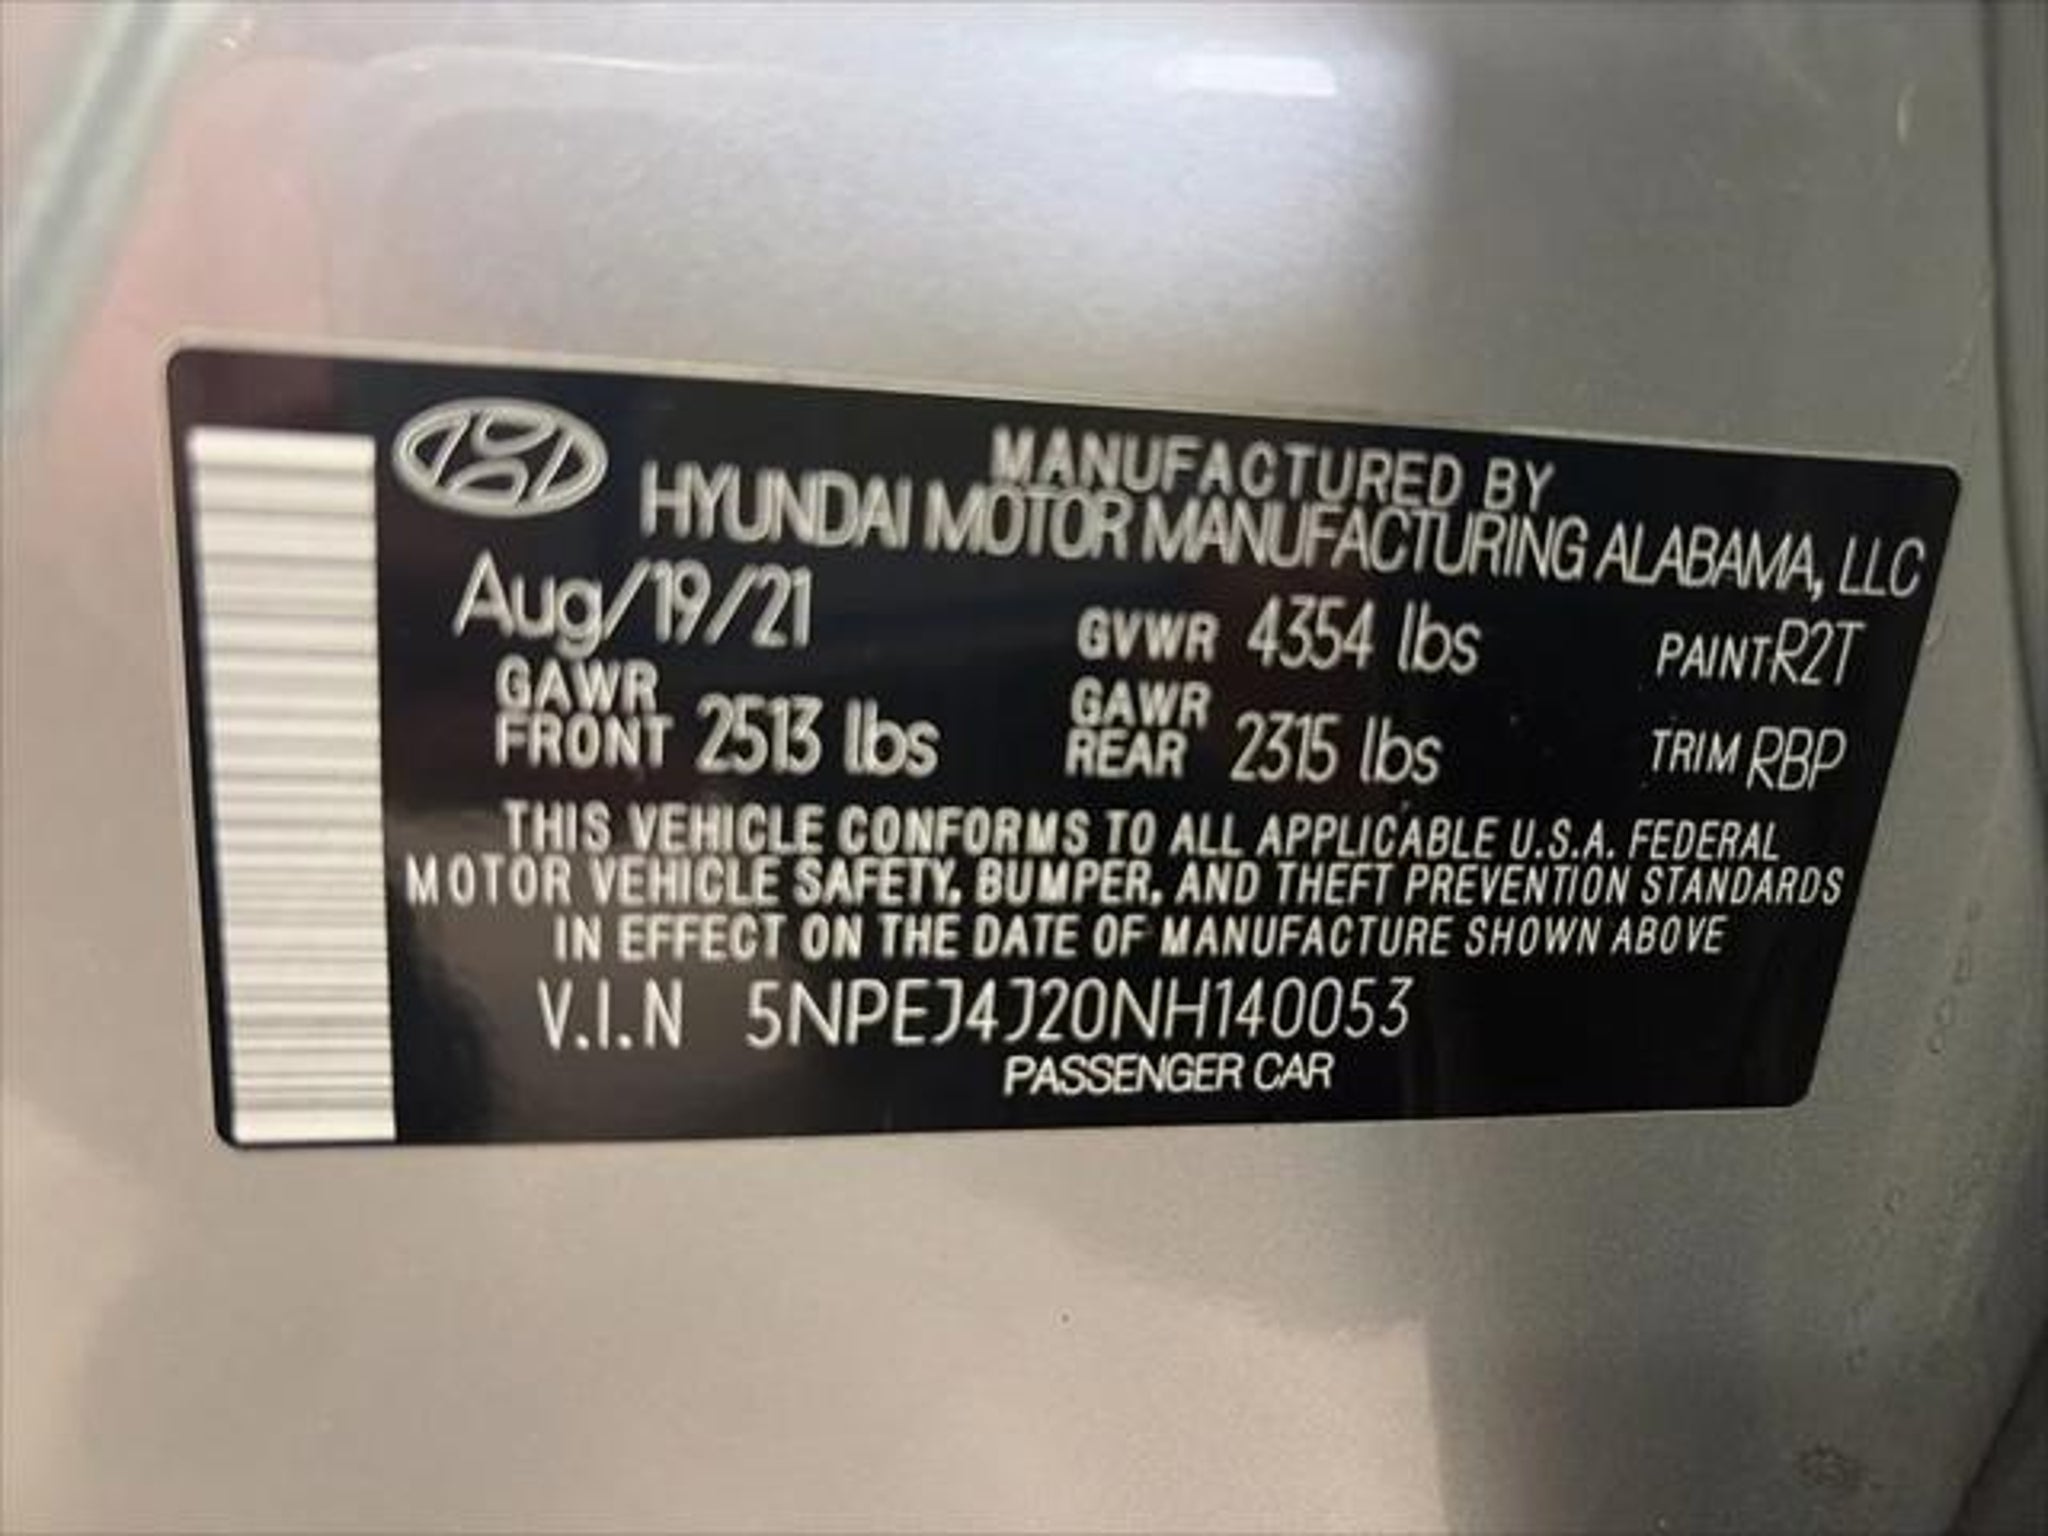 MANUFACTURED BY
HYUNDAI MOTOR MANUFACTURING ALABAMA, LLC
Aug/19/21 GVWR 4354 lbs PAINT R2T
GAWR FRONT 2513 lbs GAWR REAR 2315 lbs TRIM RBP
THIS VEHICLE CONFORMS TO ALL APPLICABLE U.S.A. FEDERAL
MOTOR VEHICLE SAFETY, BUMPER, AND THEFT PREVENTION STANDARDS
IN EFFECT ON THE DATE OF MANUFACTURE SHOWN ABOVE
V.I.N 5NPEJ4J20NH140053
PASSENGER CAR